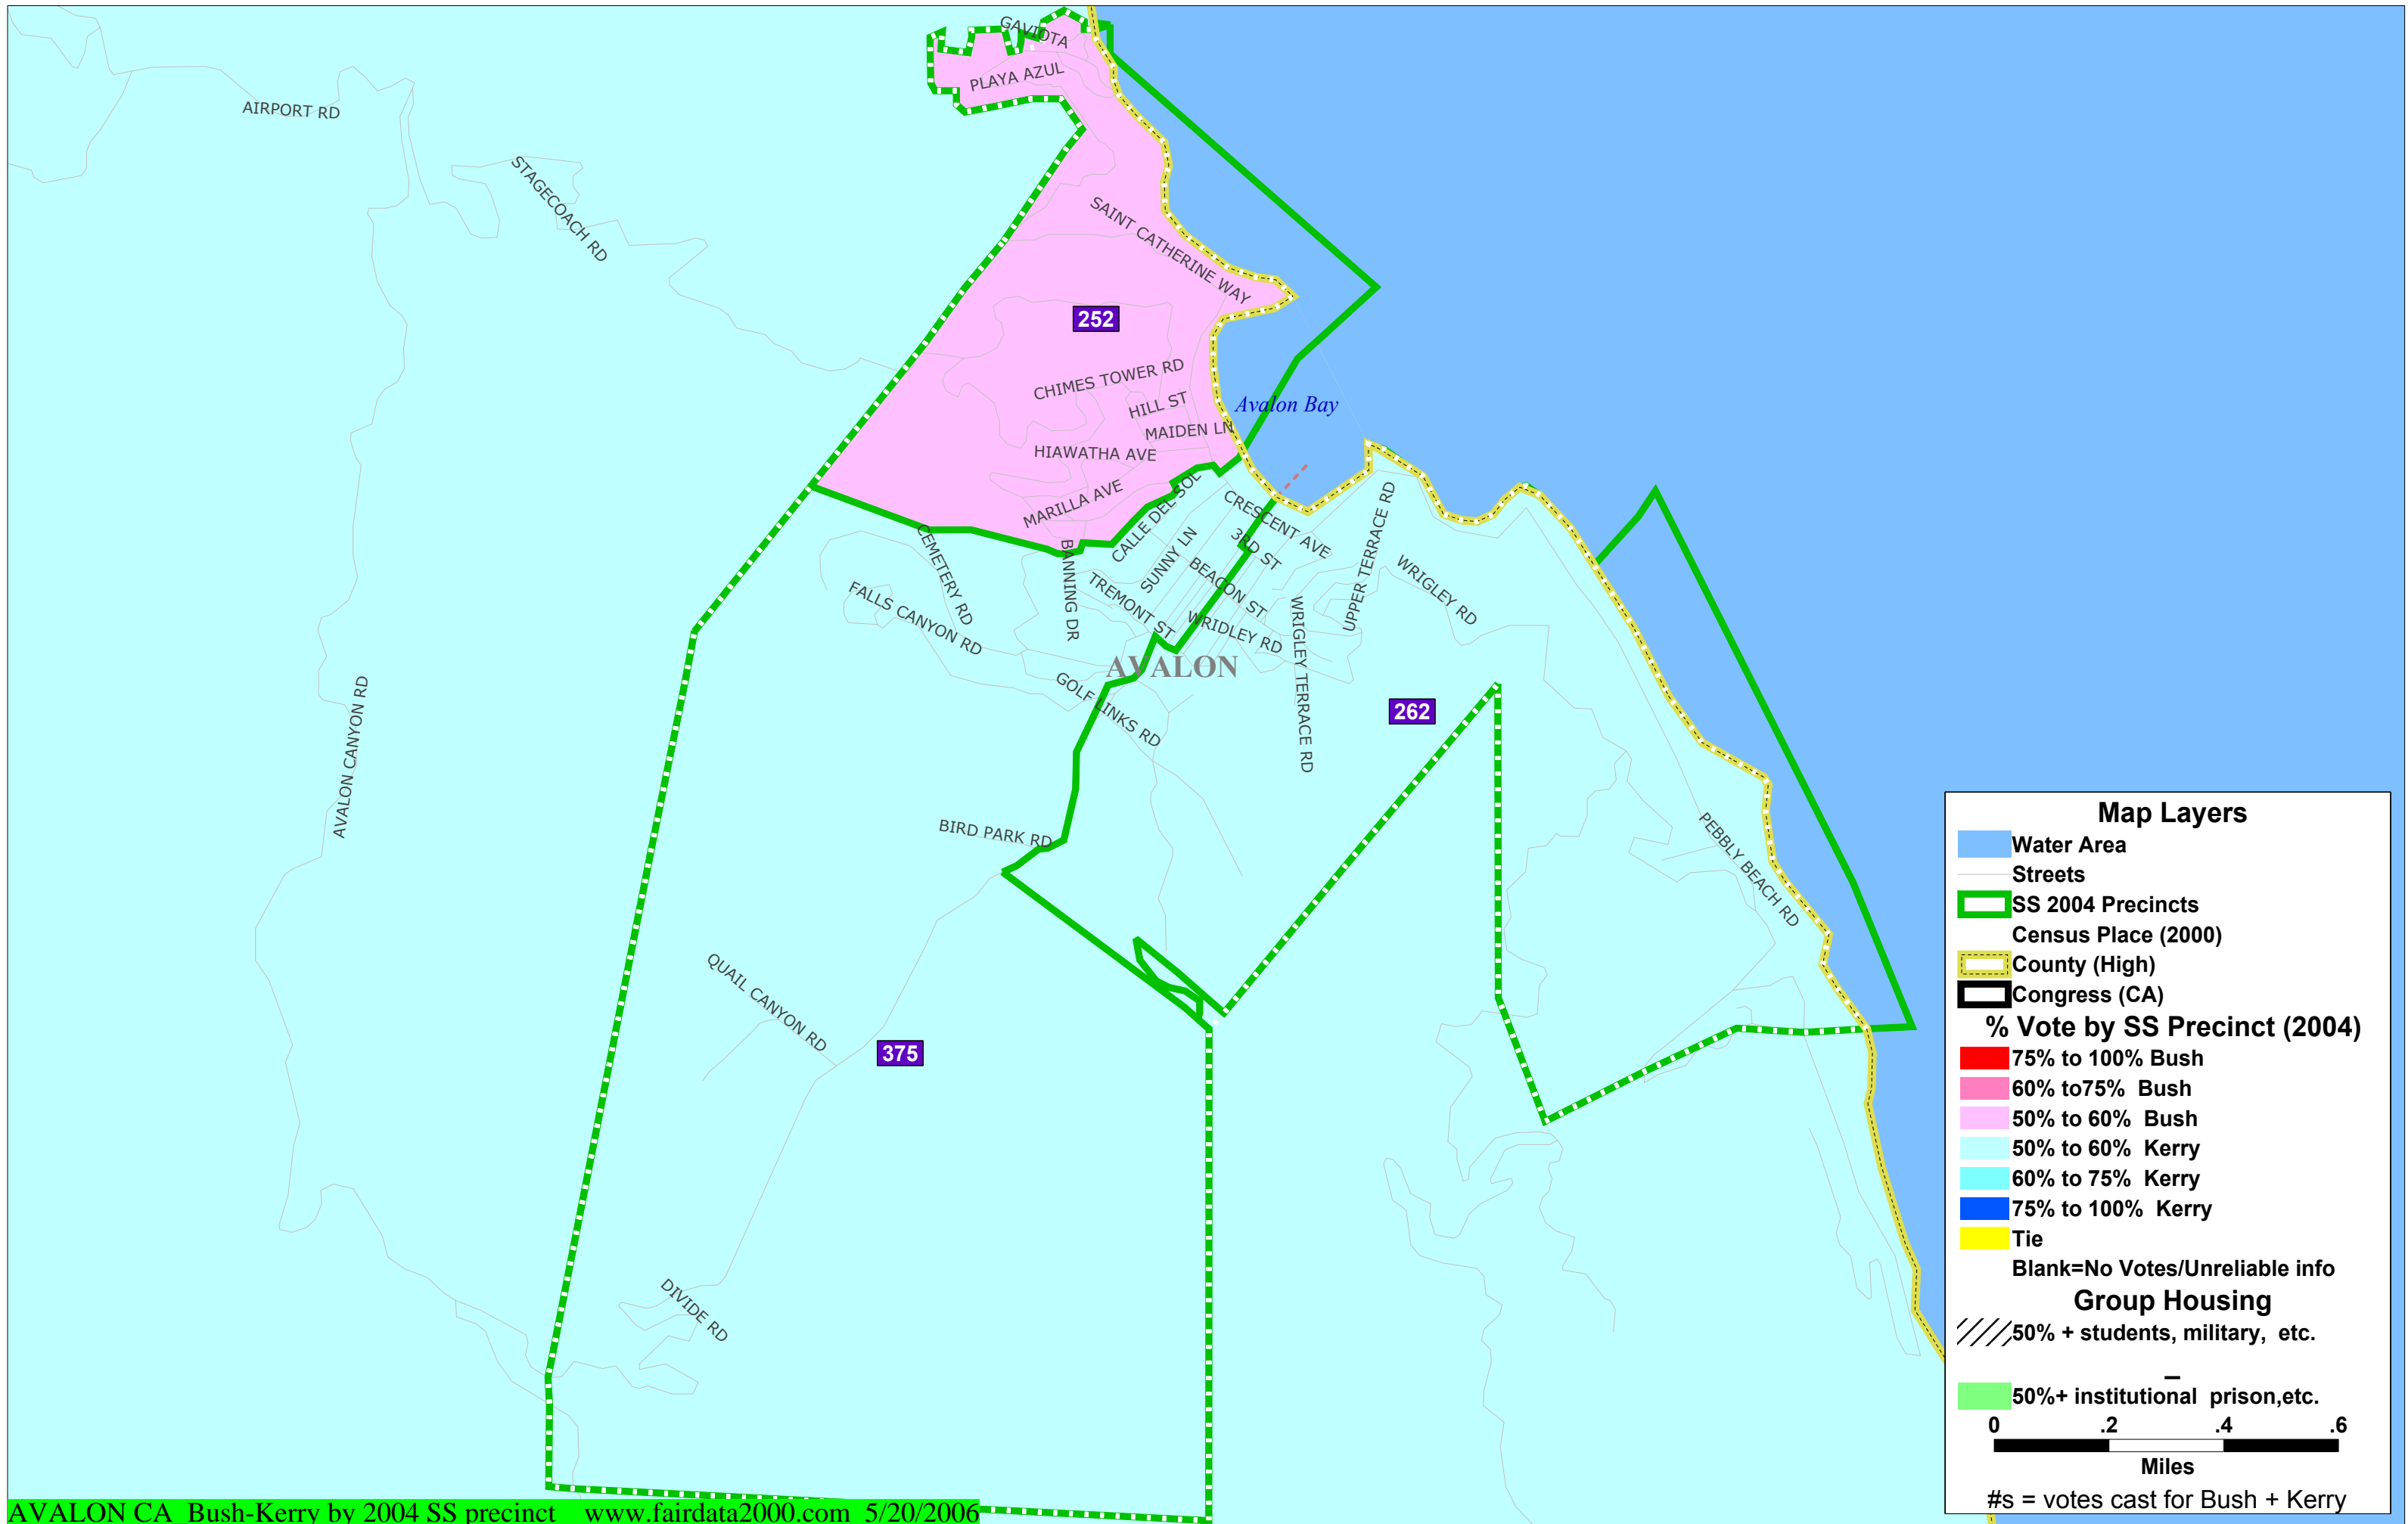 GAVIOTA
PLAYA AZUL
AIRPORT RD
STAGECOACH RD
SAINT CATHERINE WAY
252
CHIMES TOWER RD
HILL ST
Avalon Bay
MAIDEN LN
HIAWATHA AVE
MARILLA AVE
CALLE DEL SOL
CRESCENT AVE
3RD ST
UPPER TERRACE RD
CEMETERY RD
BANNING DR
SUNNY LN
BEACON ST
WRIGLEY RD
FALLS CANYON RD
TREMONT ST
WRIDLEY RD
WRIGLEY TERRACE RD
AVALON
GOLF LINKS RD
262
AVALON CANYON RD
BIRD PARK RD
PEBBLY BEACH RD
QUAIL CANYON RD
375
DIVIDE RD
Map Layers
Water Area
Streets
SS 2004 Precincts
Census Place (2000)
County (High)
Congress (CA)
% Vote by SS Precinct (2004)
75% to 100% Bush
60% to75% Bush
50% to 60% Bush
50% to 60% Kerry
60% to 75% Kerry
75% to 100% Kerry
Tie
Blank=No Votes/Unreliable info
Group Housing
50% + students, military, etc.
_
50%+ institutional prison,etc.
0 .2 .4 .6
Miles
#s = votes cast for Bush + Kerry
AVALON CA Bush-Kerry by 2004 SS precinct www.fairdata2000.com 5/20/2006